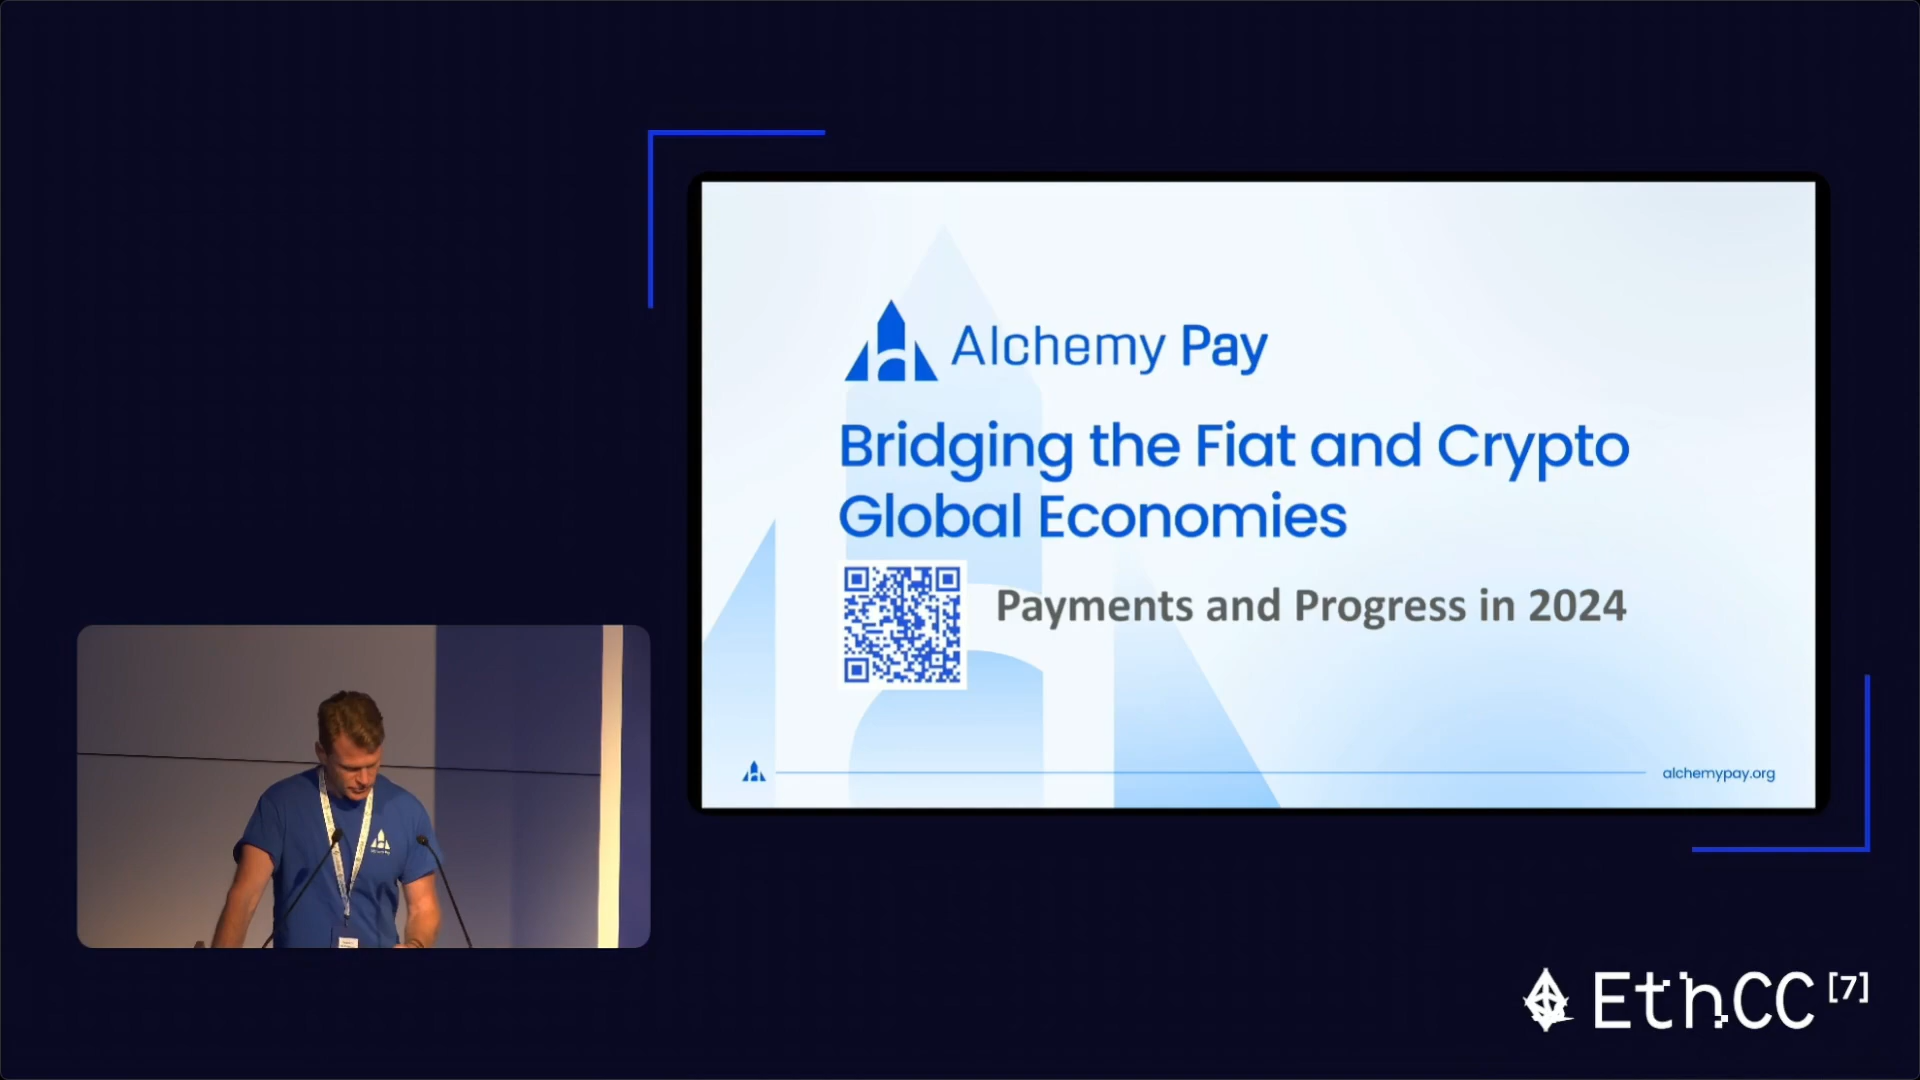 Alchemy Pay
Bridging the Fiat and Crypto
Global Economies
Payments and Progress in 2024
alchemypay.org
EthCC [7]